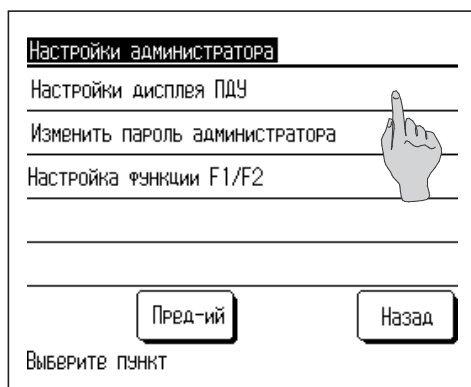 Настройки администратора
Настройки дисплея ПДУ
Изменить пароль администратора
Настройка функции F1/F2
Пред-ий
Назад
Выберите пункт